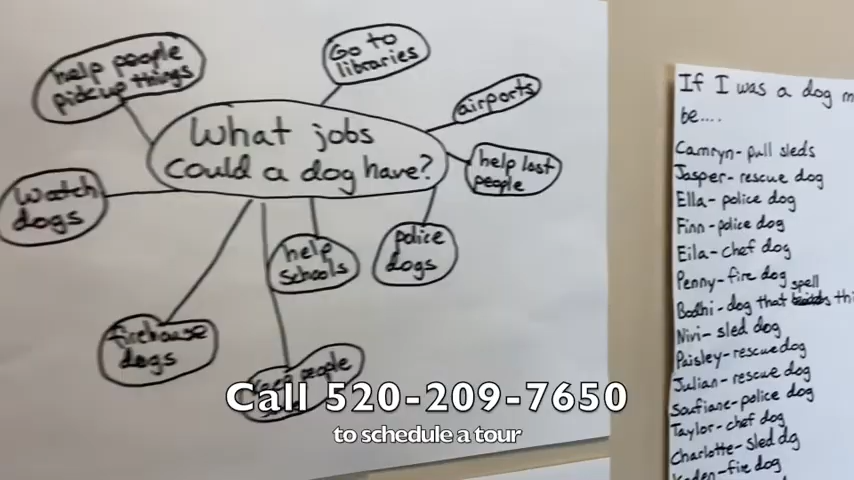 help people
pick up things
Go to
libraries
airports
What jobs
could a dog have?
help lost
people
Watch
dogs
help
schools
police
dogs
firehouse
dogs
keep people
Call 520-209-7650
to schedule a tour
If I was a dog m
be....
Camryn- pull sleds
Jasper- rescue dog
Ella- police dog
Finn- police dog
Eila- chef dog
Penny- fire dog
spell
Bodhi- dog that thi
Nivi- sled dog
Paisley- rescue dog
Julian- rescue dog
Soufiane- police dog
Taylor- chef dog
Charlotte- sled dg
Kaden- fire dog